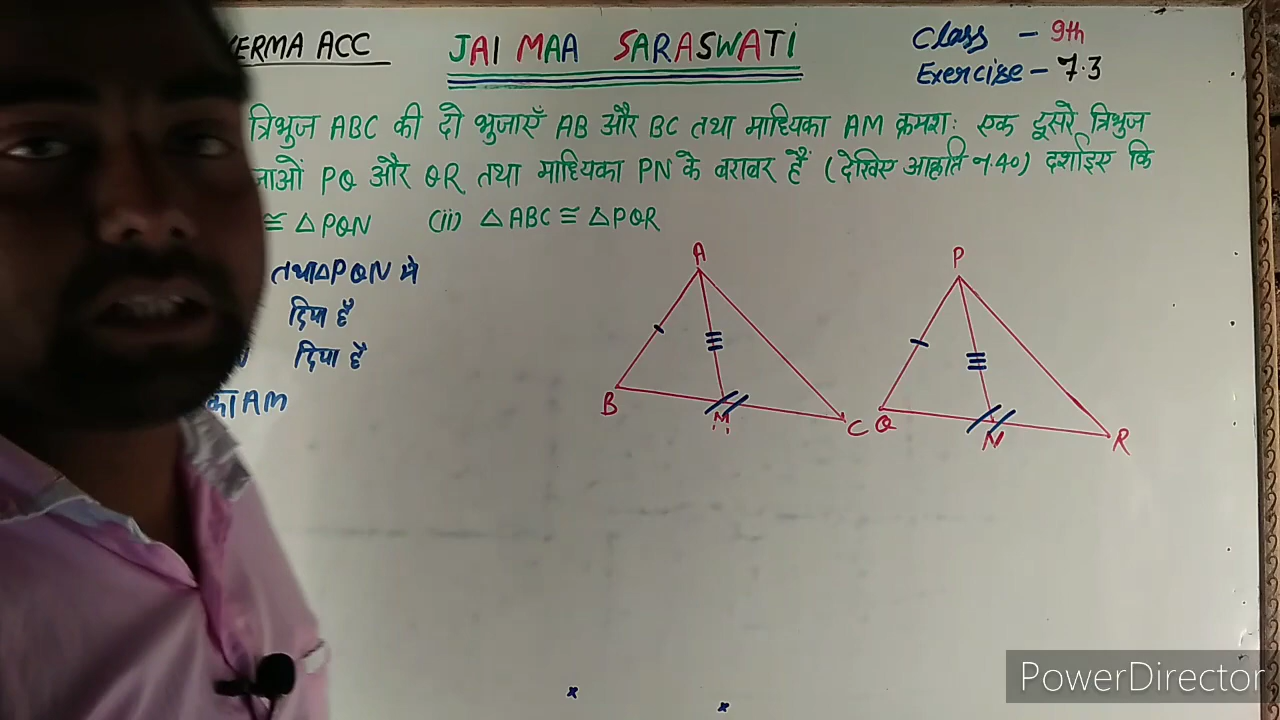 VERMA ACC
JAI MAA SARASWATI
Class - 9th
Exercise - 7.3
त्रिभुज ABC की दो भुजाएँ AB और BC तथा माध्यिका AM क्रमशः एक दूसरे त्रिभुज
PQ और QR तथा माध्यिका PN के बराबर हैं (देखिए आकृति 7.40) दर्शाइए कि
≅ △PQN (ii) △ABC ≅ △PQR
तथा△PQN में
दिया है
दिया है
का AM
A
B
M
C
P
Q
N
R
PowerDirector